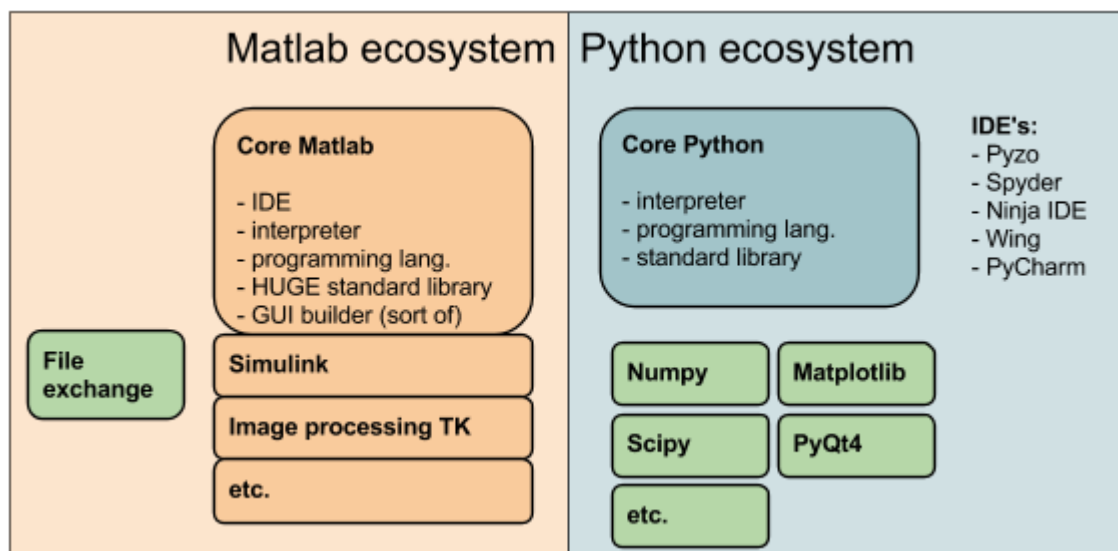 Matlab ecosystem
Core Matlab
- IDE
- interpreter
- programming lang.
- HUGE standard library
- GUI builder (sort of)
File
exchange
Simulink
Image processing TK
etc.
Python ecosystem
Core Python
- interpreter
- programming lang.
- standard library
IDE's:
- Pyzo
- Spyder
- Ninja IDE
- Wing
- PyCharm
Numpy
Matplotlib
Scipy
PyQt4
etc.